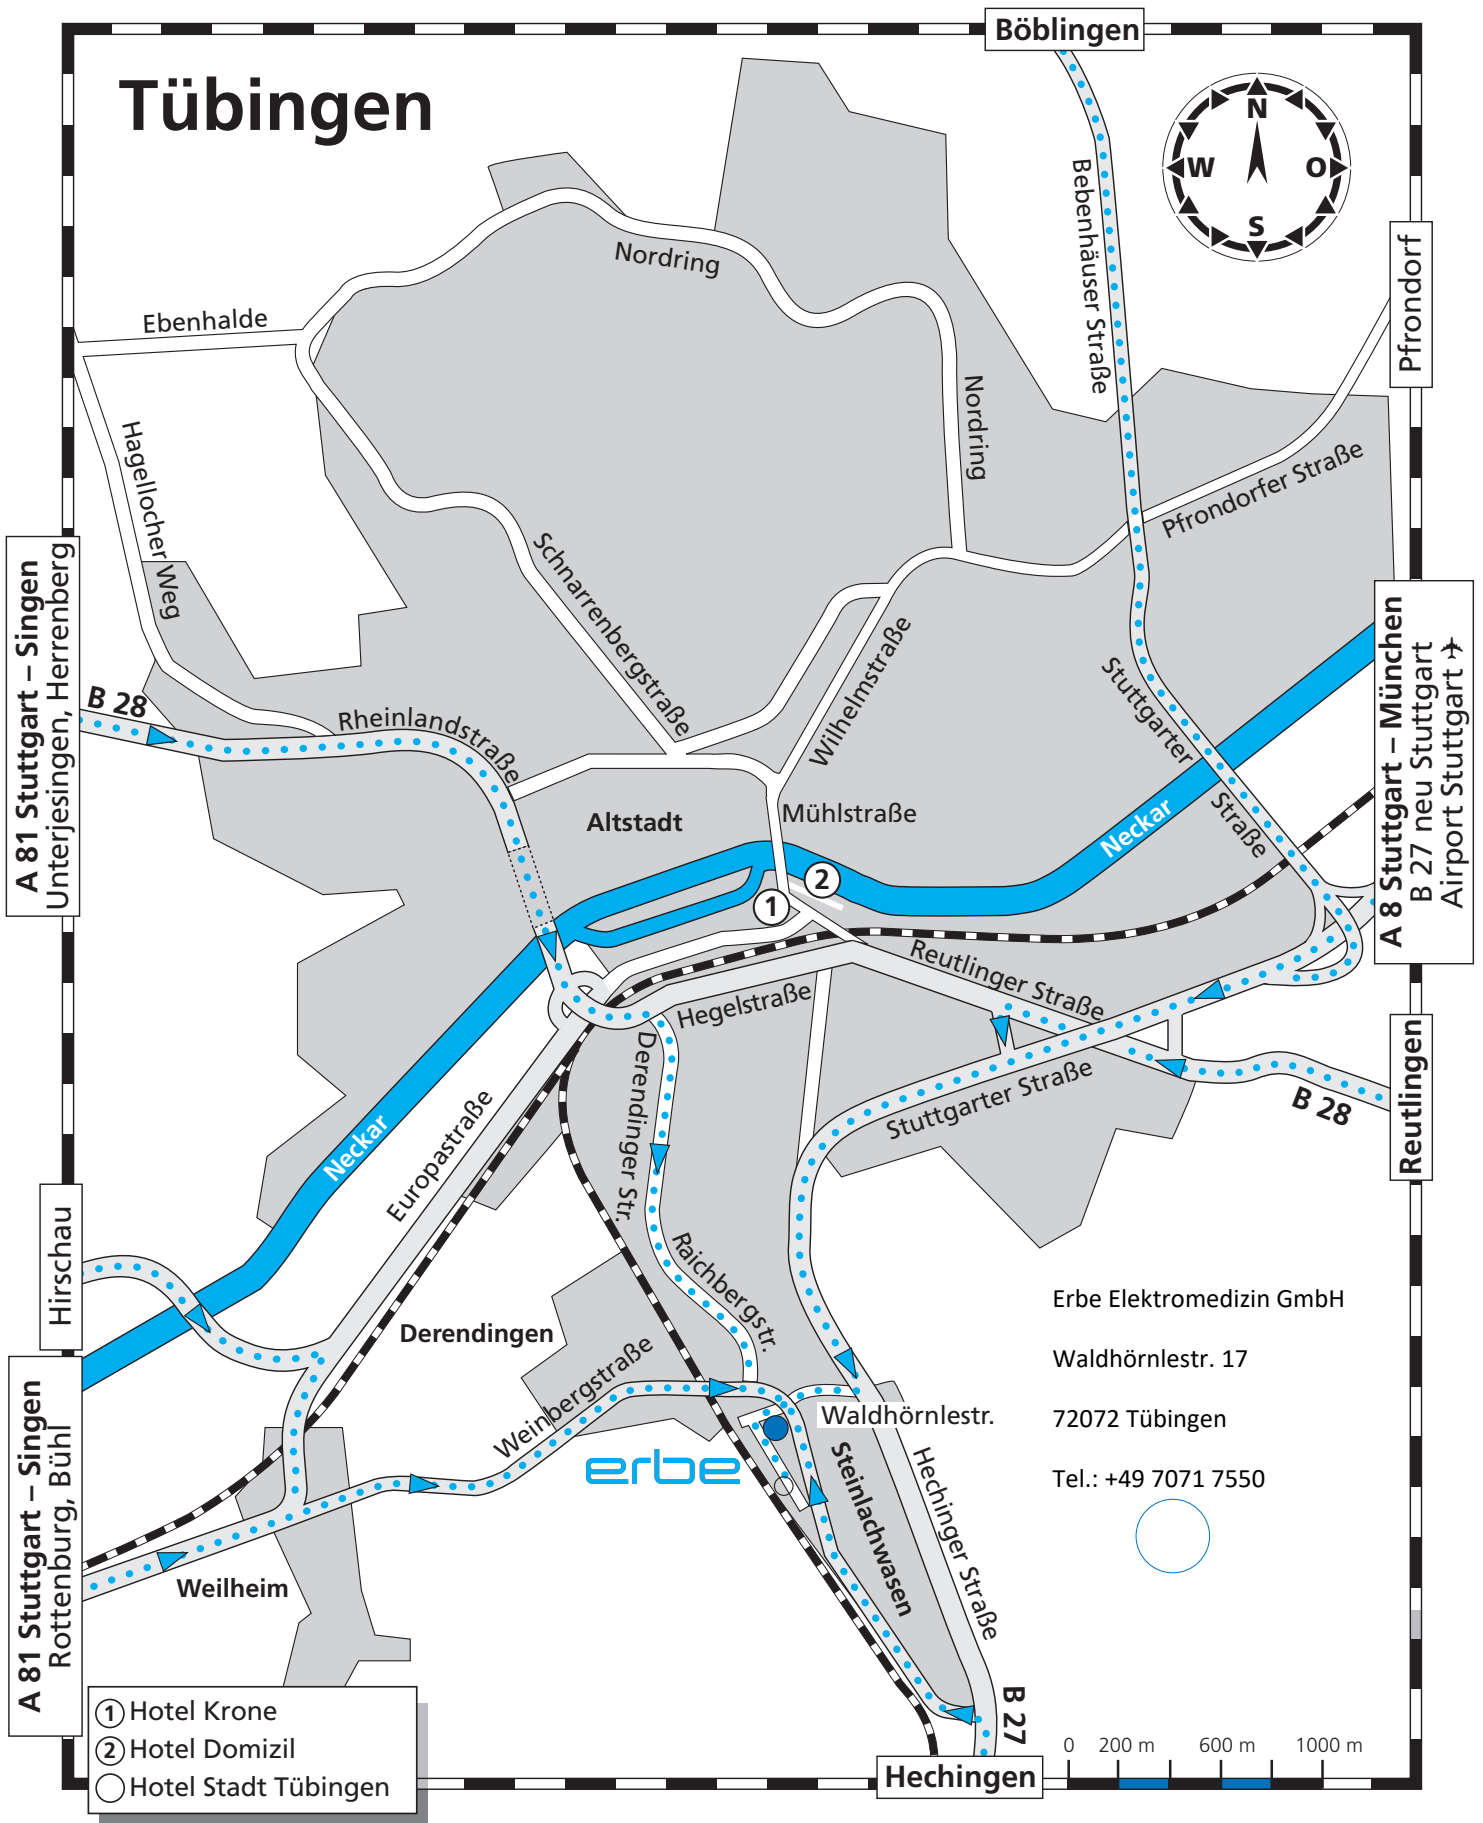 Böblingen
Tübingen
N
W
O
S
Bebenhäuser Straße
Pfrondorf
Nordring
Ebenhalde
Nordring
Hagellocher Weg
Pfrondorfer Straße
Schnarrenbergstraße
A 81 Stuttgart – Singen
Unterjesingen, Herrenberg
B 28
Rheinlandstraße
Wilhelmstraße
Stuttgarter
Straße
A 8 Stuttgart – München
B 27 neu Stuttgart
Airport Stuttgart
Altstadt
Mühlstraße
Neckar
2
1
Reutlinger Straße
Hegelstraße
Derendinger Str.
Stuttgarter Straße
B 28
Reutlingen
Neckar
Europastraße
Hirschau
Raichbergstr.
Derendingen
Weinbergstraße
Waldhörnlestr.
erbe
Steinlachwasen
Hechinger Straße
Erbe Elektromedizin GmbH
Waldhörnlestr. 17
72072 Tübingen
Tel.: +49 7071 7550
A 81 Stuttgart – Singen
Rottenburg, Bühl
Weilheim
1 Hotel Krone
2 Hotel Domizil
Hotel Stadt Tübingen
B 27
Hechingen
0 200 m 600 m 1000 m